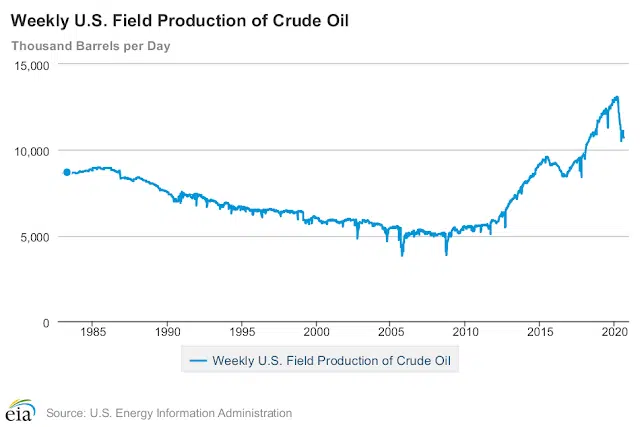 Weekly U.S. Field Production of Crude Oil
Thousand Barrels per Day
15,000
10,000
5,000
0
1985 1990 1995 2000 2005 2010 2015 2020
Weekly U.S. Field Production of Crude Oil
eia Source: U.S. Energy Information Administration